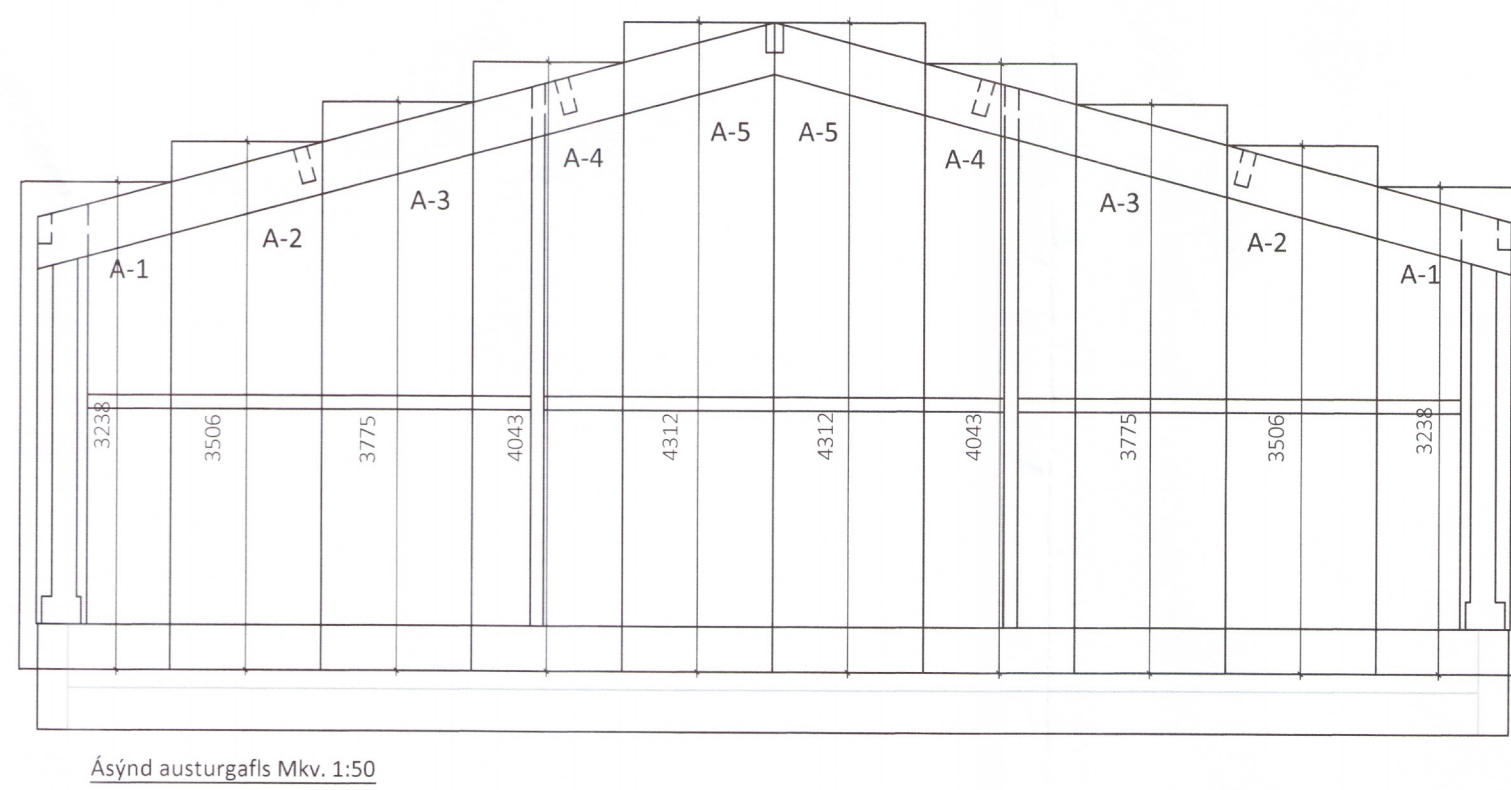 A-5 A-5
A-4 A-4
A-3 A-3
A-2 A-2
A-1 A-1
3238 3506 3775 4043 4312 4312 4043 3775 3506 3238
Ásýnd austurgafls Mkv. 1:50